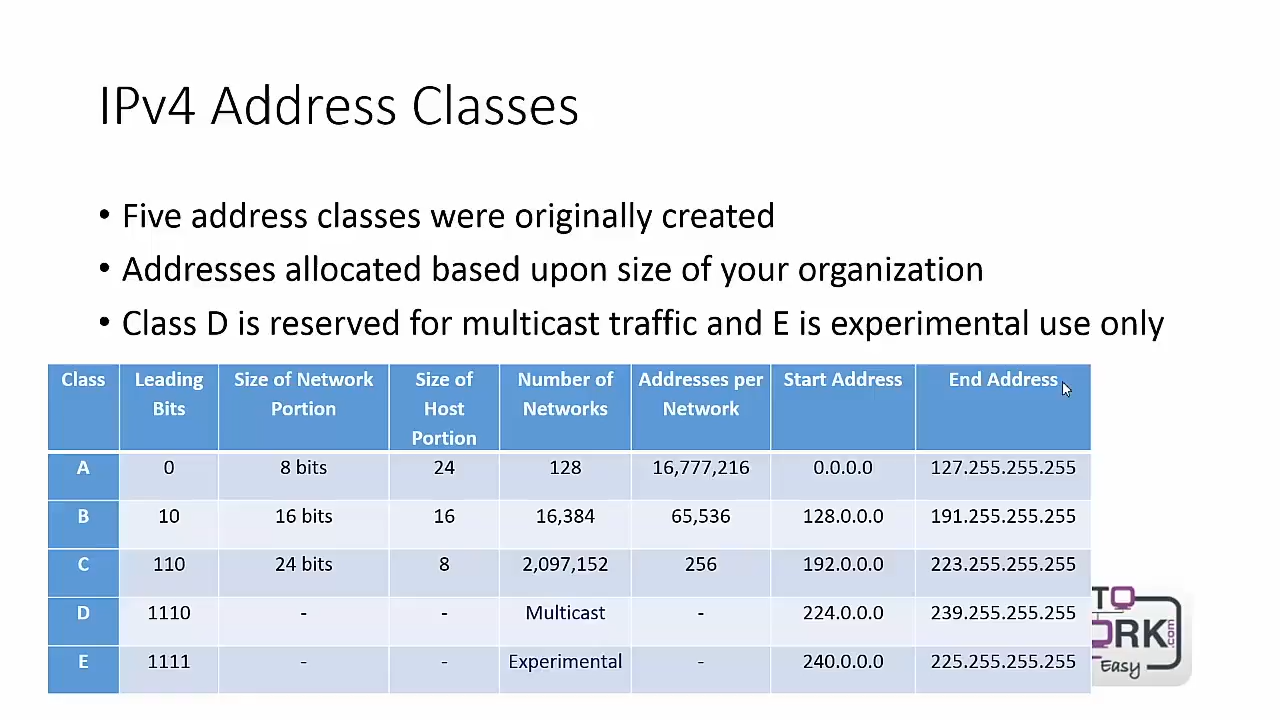 IPv4 Address Classes
• Five address classes were originally created
• Addresses allocated based upon size of your organization
• Class D is reserved for multicast traffic and E is experimental use only
Class Leading Bits Size of Network Portion Size of Host Portion Number of Networks Addresses per Network Start Address End Address
A 0 8 bits 24 128 16,777,216 0.0.0.0 127.255.255.255
B 10 16 bits 16 16,384 65,536 128.0.0.0 191.255.255.255
C 110 24 bits 8 2,097,152 256 192.0.0.0 223.255.255.255
D 1110 - - Multicast - 224.0.0.0 239.255.255.255
E 1111 - - Experimental - 240.0.0.0 225.255.255.255
Easy
.com